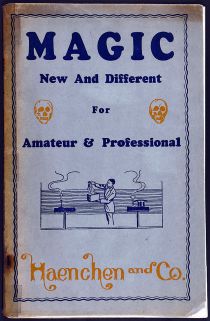 MAGIC
New And Different
For
Amateur & Professional
Haenchen and Co.